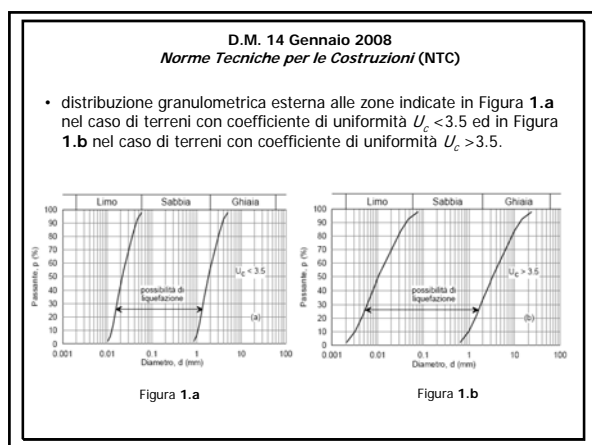 D.M. 14 Gennaio 2008
Norme Tecniche per le Costruzioni (NTC)
• distribuzione granulometrica esterna alle zone indicate in Figura 1.a
nel caso di terreni con coefficiente di uniformità Uc <3.5 ed in Figura
1.b nel caso di terreni con coefficiente di uniformità Uc >3.5.
Limo Sabbia Ghiaia
100
90
80
70
60
50
40
30
20
10
0
Passante, p (%)
Uc < 3.5
possibilità di
liquefazione
(a)
0.001 0.01 0.1 1 10 100
Diametro, d (mm)
Figura 1.a
Limo Sabbia Ghiaia
100
90
80
70
60
50
40
30
20
10
0
Passante, p (%)
Uc > 3.5
possibilità di
liquefazione
(b)
0.001 0.01 0.1 1 10 100
Diametro, d (mm)
Figura 1.b